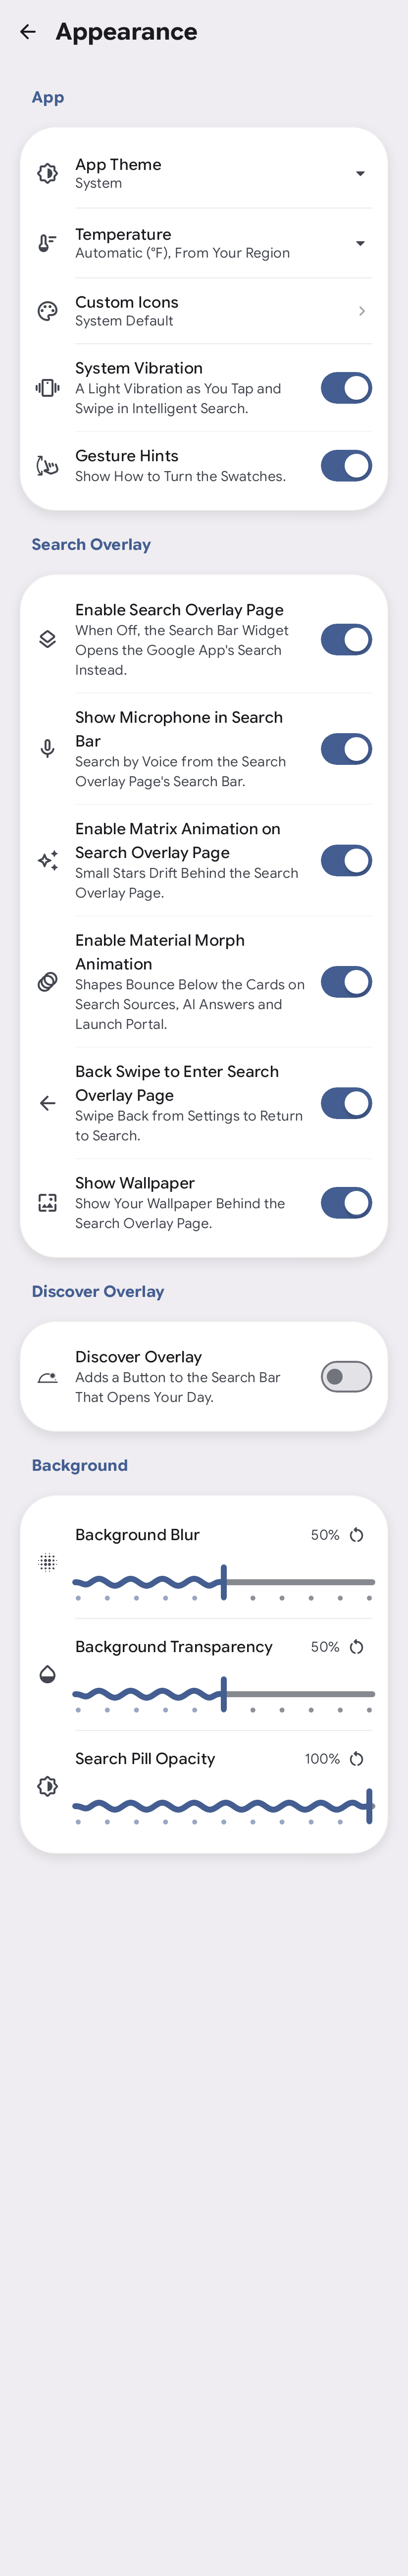 Appearance
App
App Theme
System
Temperature
Automatic (°F), From Your Region
Custom Icons
System Default
System Vibration
A Light Vibration as You Tap and
Swipe in Intelligent Search.
Gesture Hints
Show How to Turn the Swatches.
Search Overlay
Enable Search Overlay Page
When Off, the Search Bar Widget
Opens the Google App's Search
Instead.
Show Microphone in Search
Bar
Search by Voice from the Search
Overlay Page's Search Bar.
Enable Matrix Animation on
Search Overlay Page
Small Stars Drift Behind the Search
Overlay Page.
Enable Material Morph
Animation
Shapes Bounce Below the Cards on
Search Sources, AI Answers and
Launch Portal.
Back Swipe to Enter Search
Overlay Page
Swipe Back from Settings to Return
to Search.
Show Wallpaper
Show Your Wallpaper Behind the
Search Overlay Page.
Discover Overlay
Discover Overlay
Adds a Button to the Search Bar
That Opens Your Day.
Background
Background Blur 50%
Background Transparency 50%
Search Pill Opacity 100%